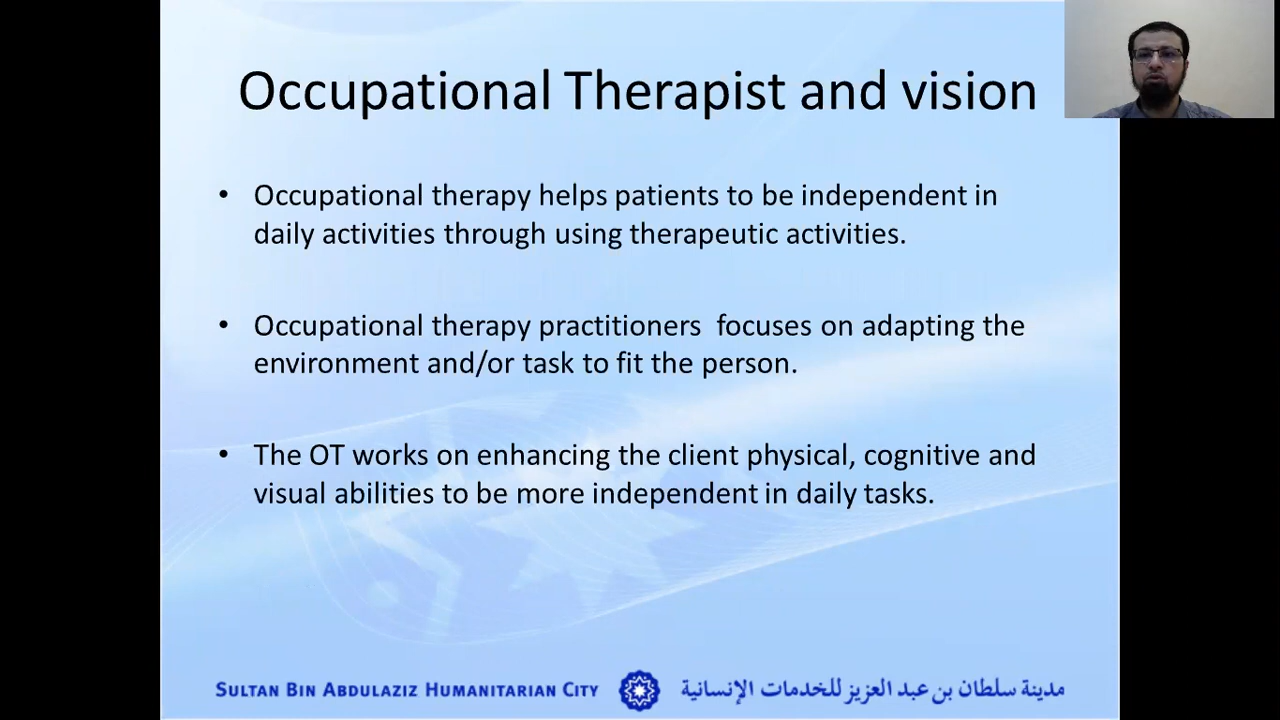 Occupational Therapist and vision
• Occupational therapy helps patients to be independent in
daily activities through using therapeutic activities.
• Occupational therapy practitioners  focuses on adapting the
environment and/or task to fit the person.
• The OT works on enhancing the client physical, cognitive and
visual abilities to be more independent in daily tasks.
SULTAN BIN ABDULAZIZ HUMANITARIAN CITY
مدينة سلطان بن عبد العزيز للخدمات الإنسانية